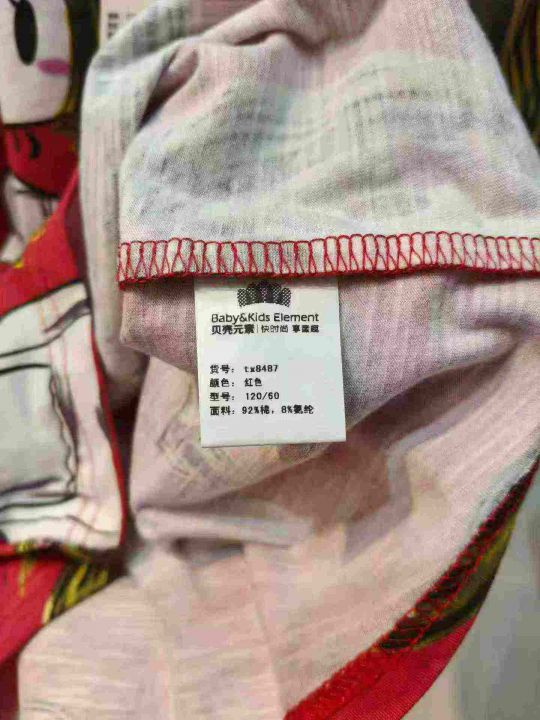 Baby&Kids Element
贝壳元素|快时尚 享童趣
货号: tx8487
颜色: 红色
型号: 120/60
面料: 92%棉, 8%氨纶